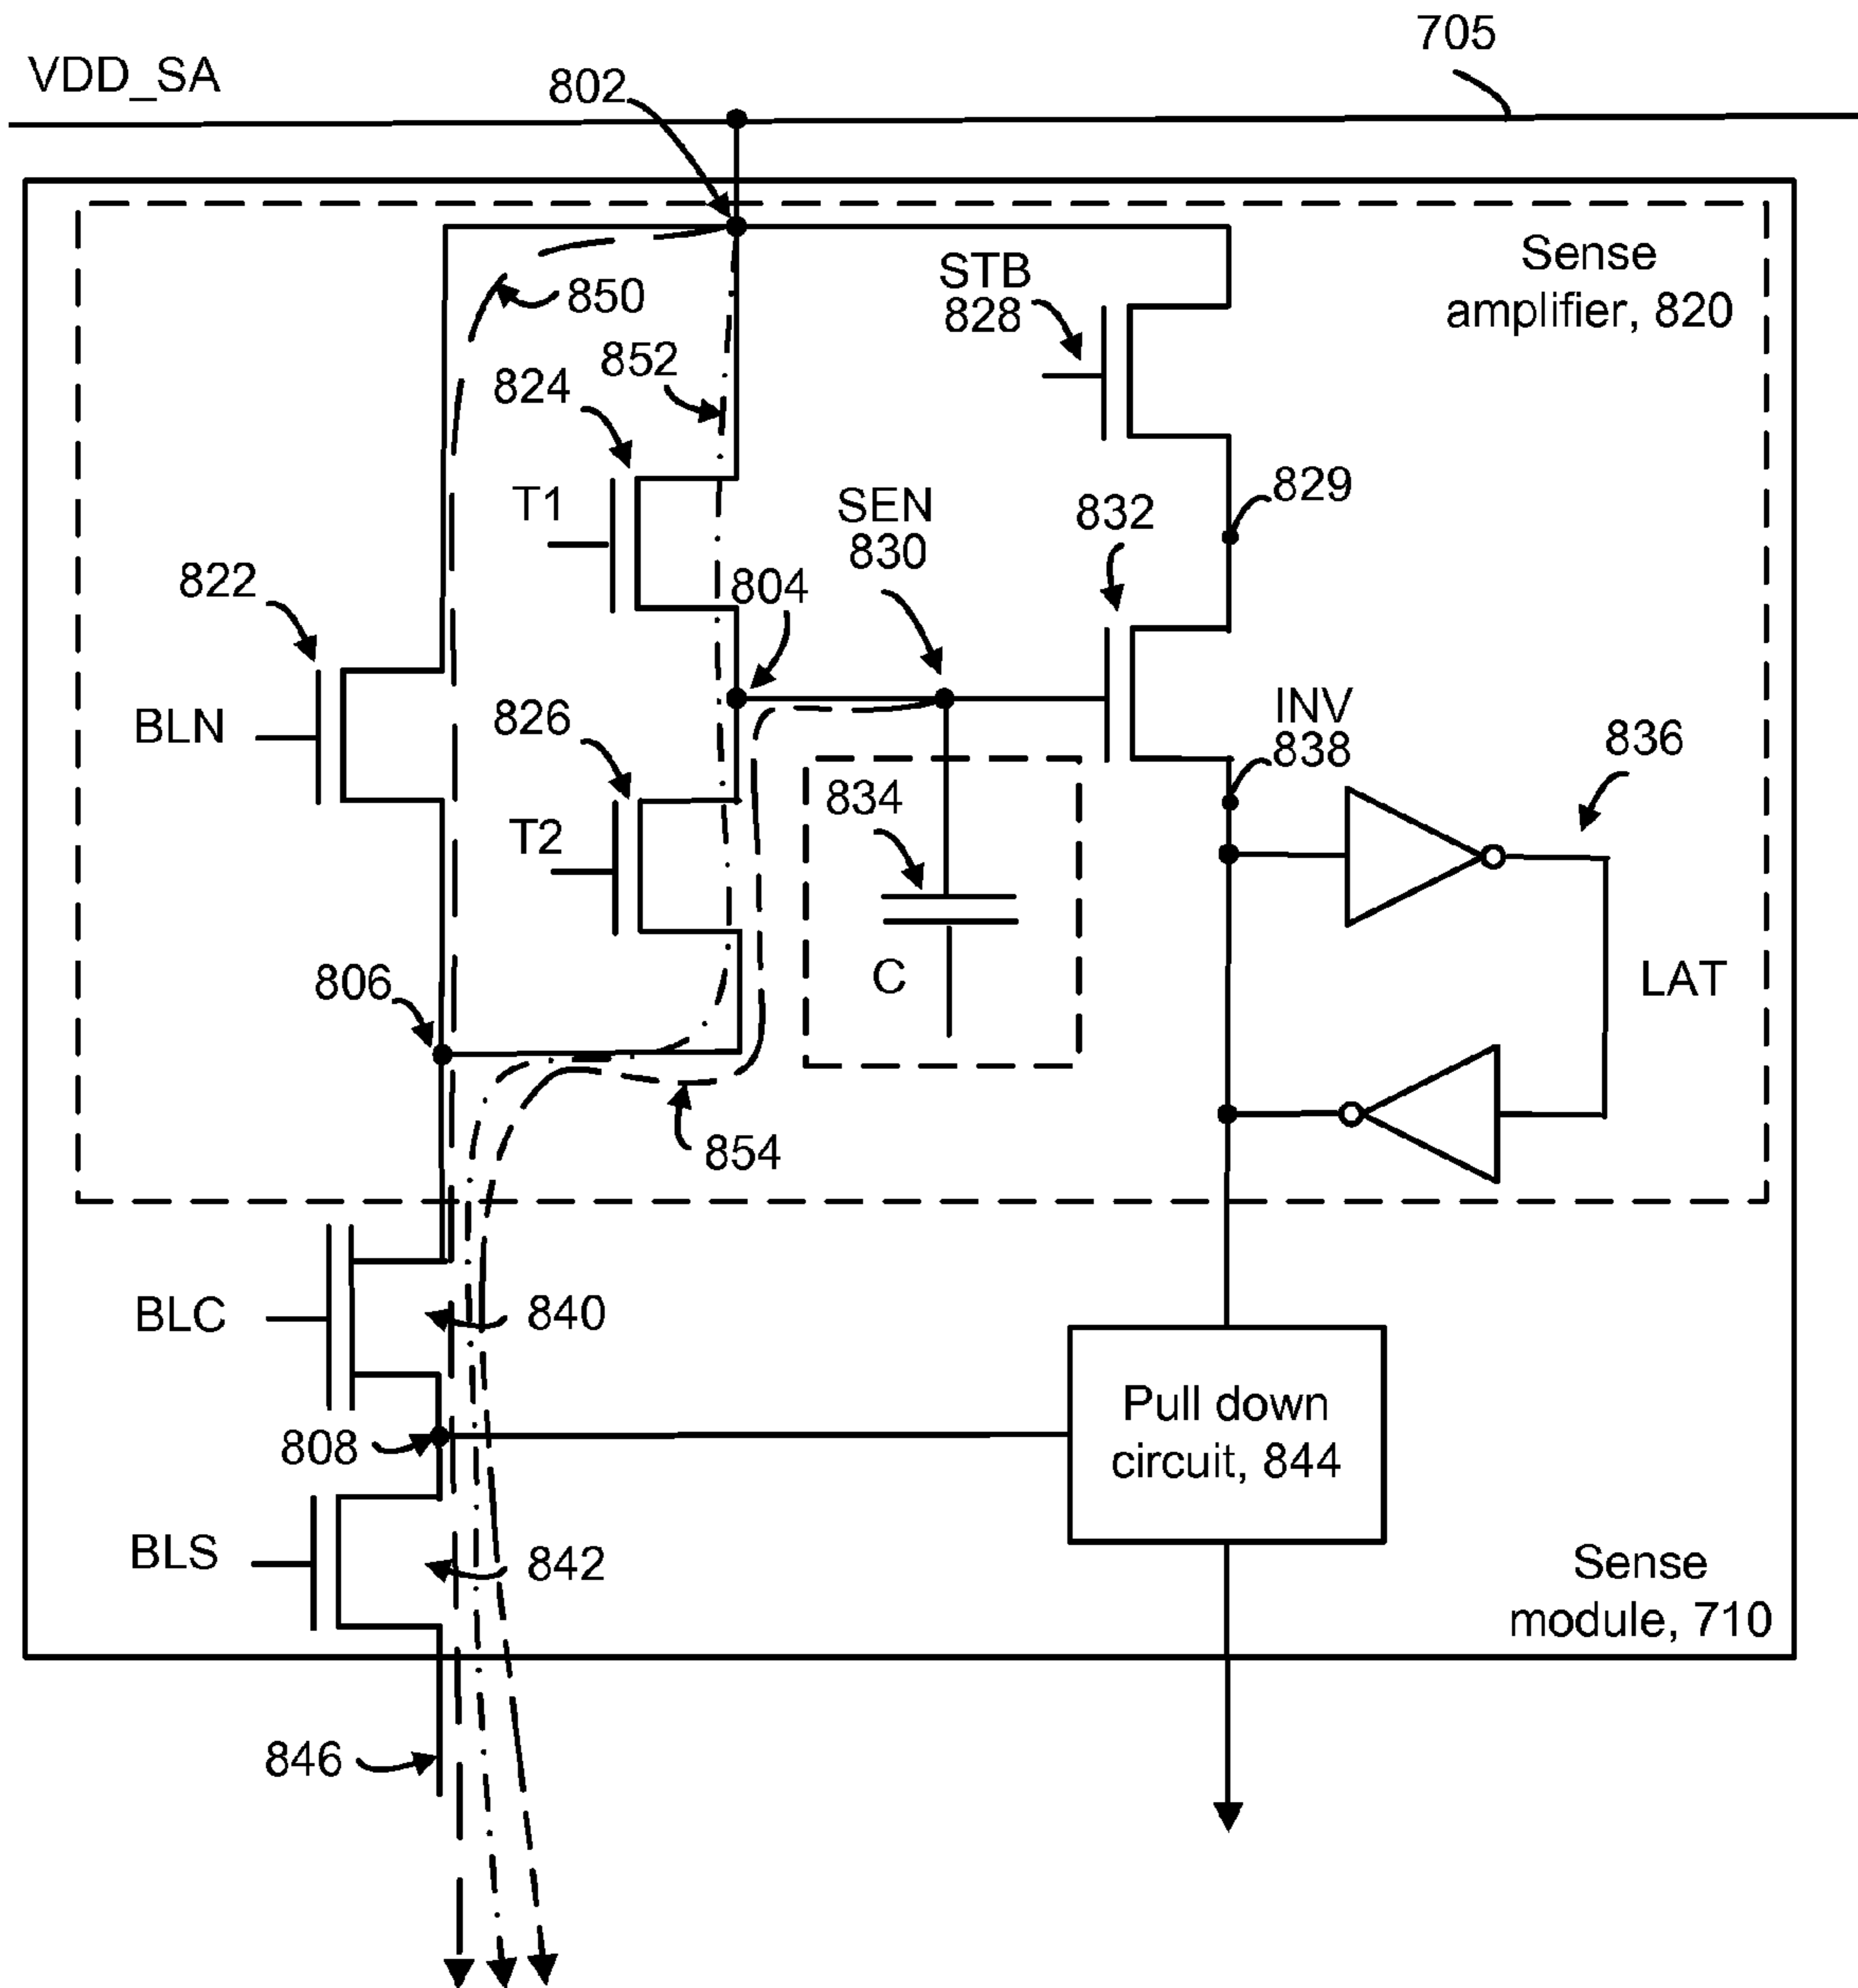 705
VDD_SA
802
Sense
amplifier, 820
STB
828
850
852
824
T1
SEN
830
832
829
822
804
BLN
826
INV
838
836
834
T2
C
LAT
806
854
BLC
840
808
Pull down
circuit, 844
BLS
842
Sense
module, 710
846